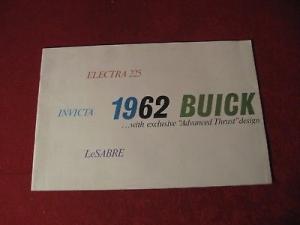 ELECTRA 225
INVICTA
1962 BUICK
...with exclusive "Advanced Thrust" design
LeSABRE